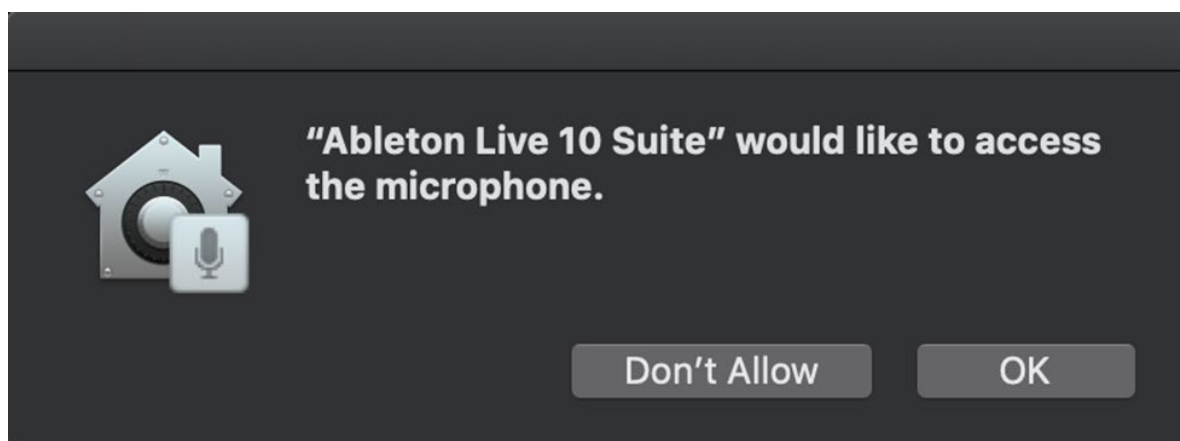 “Ableton Live 10 Suite” would like to access
the microphone.
Don’t Allow
OK